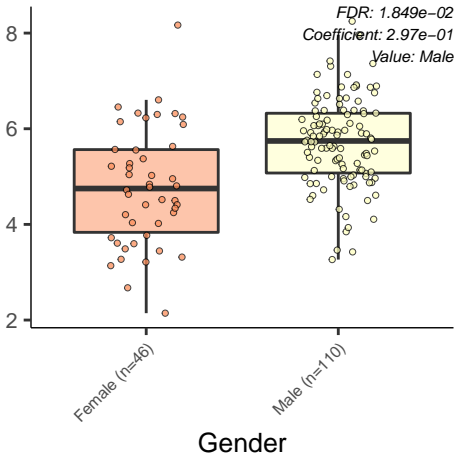 FDR: 1.849e−02
Coefficient: 2.97e−01
Value: Male
8
6
4
2
Female (n=46)
Male (n=110)
Gender